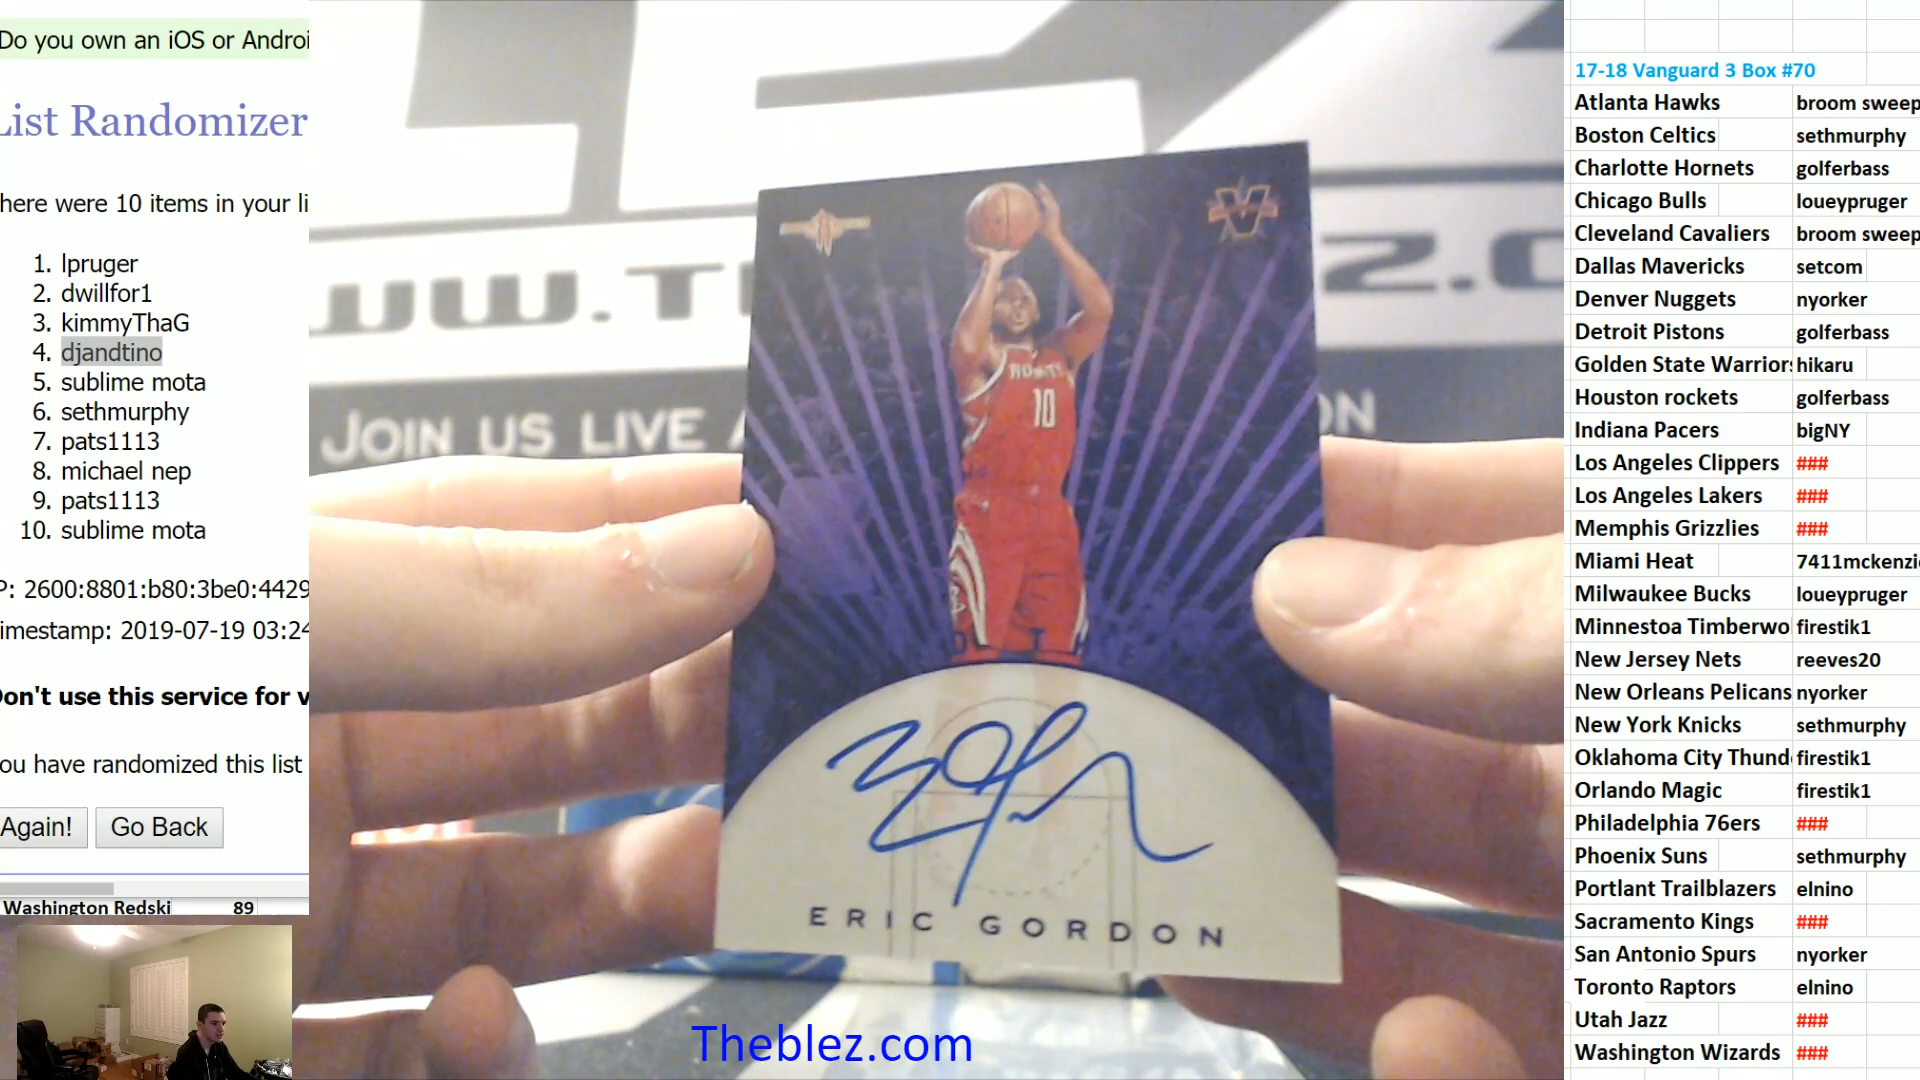 Do you own an iOS or Androi
List Randomizer
here were 10 items in your li
1. lpruger
2. dwillfor1
3. kimmyThaG
4. djandtino
5. sublime mota
6. sethmurphy
7. pats1113
8. michael nep
9. pats1113
10. sublime mota
P: 2600:8801:b80:3be0:4429
imestamp: 2019-07-19 03:24
Don't use this service for v
ou have randomized this list
Again! Go Back
Washington Redski 89
JOIN US LIVE
ON
10
ERIC GORDON
Theblez.com
17-18 Vanguard 3 Box #70
Atlanta Hawks broom sweep
Boston Celtics sethmurphy
Charlotte Hornets golferbass
Chicago Bulls loueypruger
Cleveland Cavaliers broom sweep
Dallas Mavericks setcom
Denver Nuggets nyorker
Detroit Pistons golferbass
Golden State Warriors hikaru
Houston rockets golferbass
Indiana Pacers bigNY
Los Angeles Clippers ###
Los Angeles Lakers ###
Memphis Grizzlies ###
Miami Heat 7411mckenzie
Milwaukee Bucks loueypruger
Minnestoa Timberwo firestik1
New Jersey Nets reeves20
New Orleans Pelicans nyorker
New York Knicks sethmurphy
Oklahoma City Thund firestik1
Orlando Magic firestik1
Philadelphia 76ers ###
Phoenix Suns sethmurphy
Portlant Trailblazers elnino
Sacramento Kings ###
San Antonio Spurs nyorker
Toronto Raptors elnino
Utah Jazz ###
Washington Wizards ###